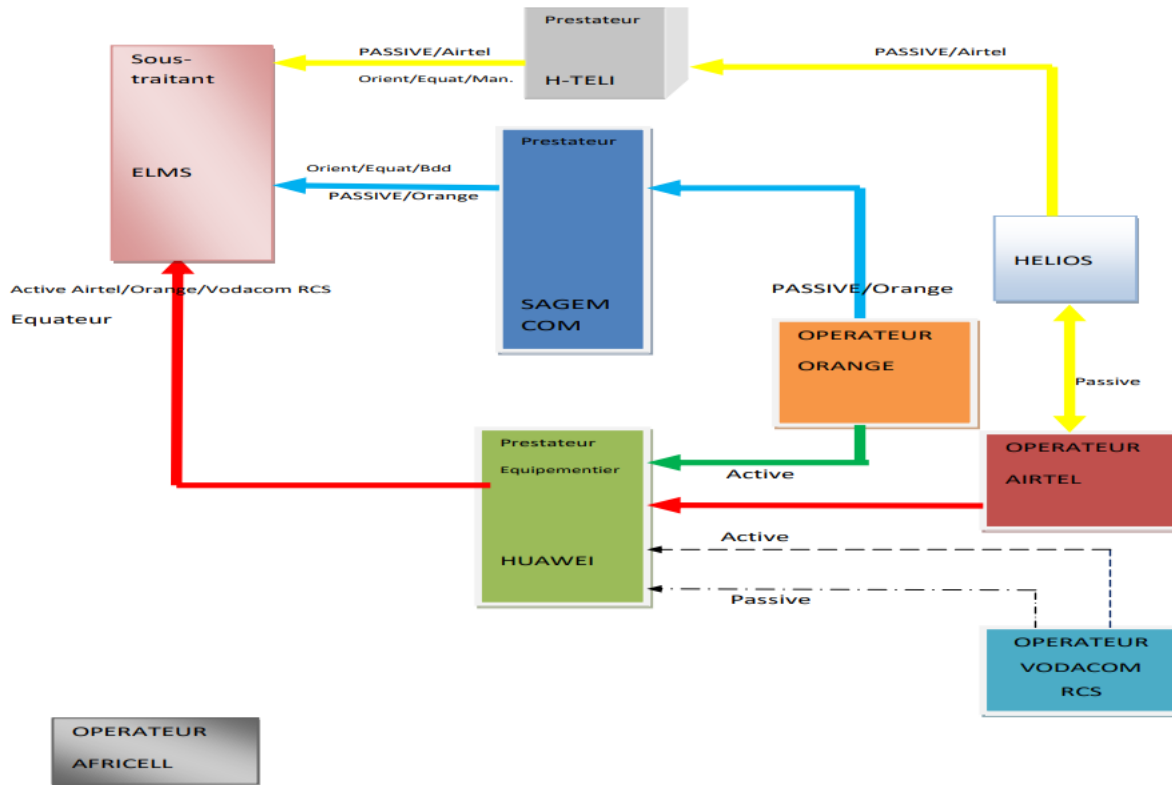 Prestateur
H-TELI
PASSIVE/Airtel
Orient/Equat/Man.
PASSIVE/Airtel
Sous-
traitant
ELMS
Prestateur
SAGEM
COM
Orient/Equat/Bdd
PASSIVE/Orange
HELIOS
PASSIVE/Orange
Active Airtel/Orange/Vodacom RCS
Equateur
OPERATEUR
ORANGE
Passive
Prestateur
Equipementier
HUAWEI
Active
OPERATEUR
AIRTEL
Active
Passive
OPERATEUR
VODACOM
RCS
OPERATEUR
AFRICELL